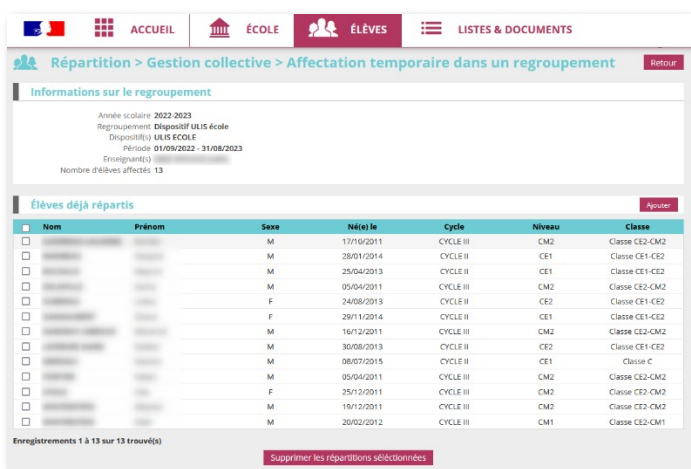 ACCUEIL ÉCOLE ÉLÈVES LISTES & DOCUMENTS
Répartition > Gestion collective > Affectation temporaire dans un regroupement Retour
Informations sur le regroupement
Année scolaire 2022-2023
Regroupement Dispositif ULIS école
Dispositif(s) ULIS ECOLE
Période 01/09/2022 - 31/08/2023
Enseignant(s)
Nombre d'élèves affectés 13
Élèves déjà répartis Ajouter
Nom Prénom Sexe Né(e) le Cycle Niveau Classe
M 17/10/2011 CYCLE III CM2 Classe CE2-CM2
M 28/01/2014 CYCLE II CE1 Classe CE1-CE2
M 25/04/2013 CYCLE II CE1 Classe CE1-CE2
M 05/04/2011 CYCLE III CM2 Classe CE2-CM2
F 24/08/2013 CYCLE II CE2 Classe CE1-CE2
F 29/11/2014 CYCLE II CE1 Classe CE1-CE2
M 16/12/2011 CYCLE III CM2 Classe CE2-CM2
M 30/08/2013 CYCLE II CE2 Classe CE1-CE2
M 08/07/2015 CYCLE II CE1 Classe C
M 05/04/2011 CYCLE III CM2 Classe CE2-CM2
F 25/12/2011 CYCLE III CM2 Classe CE2-CM2
M 19/12/2011 CYCLE III CM2 Classe CE2-CM2
M 20/02/2012 CYCLE III CM1 Classe CE2-CM1
Enregistrements 1 à 13 sur 13 trouvé(s)
Supprimer les répartitions séléctionnées